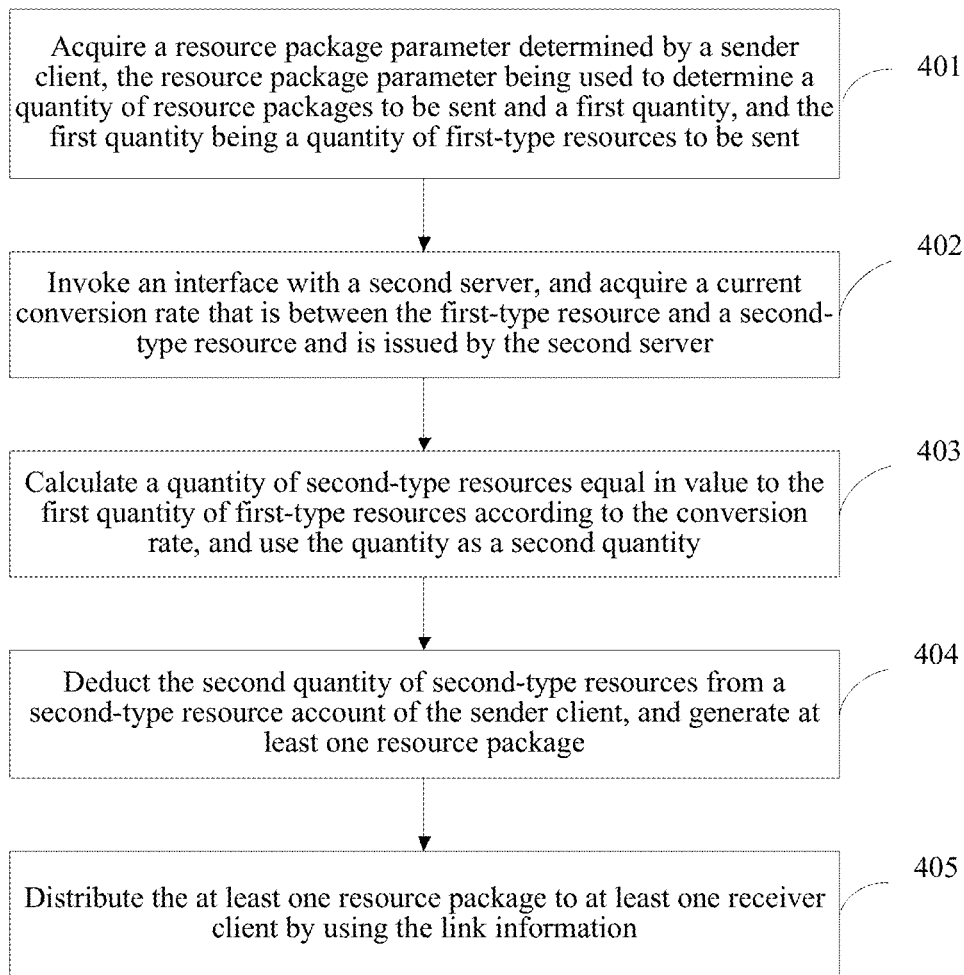 Acquire a resource package parameter determined by a sender
client, the resource package parameter being used to determine a
quantity of resource packages to be sent and a first quantity, and the
first quantity being a quantity of first-type resources to be sent
401
Invoke an interface with a second server, and acquire a current
conversion rate that is between the first-type resource and a second-
type resource and is issued by the second server
402
Calculate a quantity of second-type resources equal in value to the
first quantity of first-type resources according to the conversion
rate, and use the quantity as a second quantity
403
Deduct the second quantity of second-type resources from a
second-type resource account of the sender client, and generate at
least one resource package
404
Distribute the at least one resource package to at least one receiver
client by using the link information
405